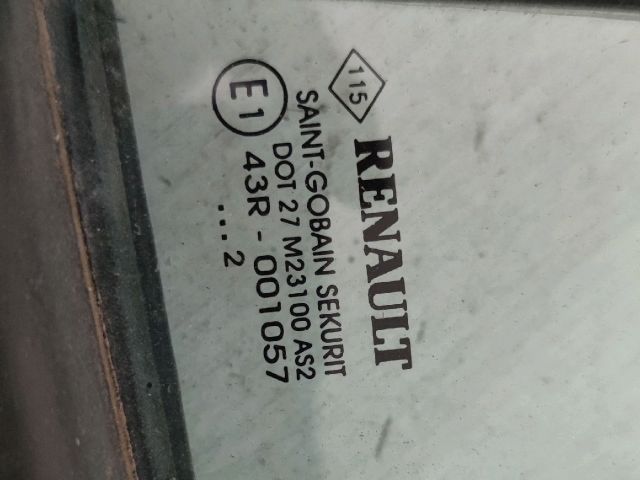 115
RENAULT
SAINT-GOBAIN SEKURIT
DOT 27 M23100 AS2
E1
43R - 001057
...2